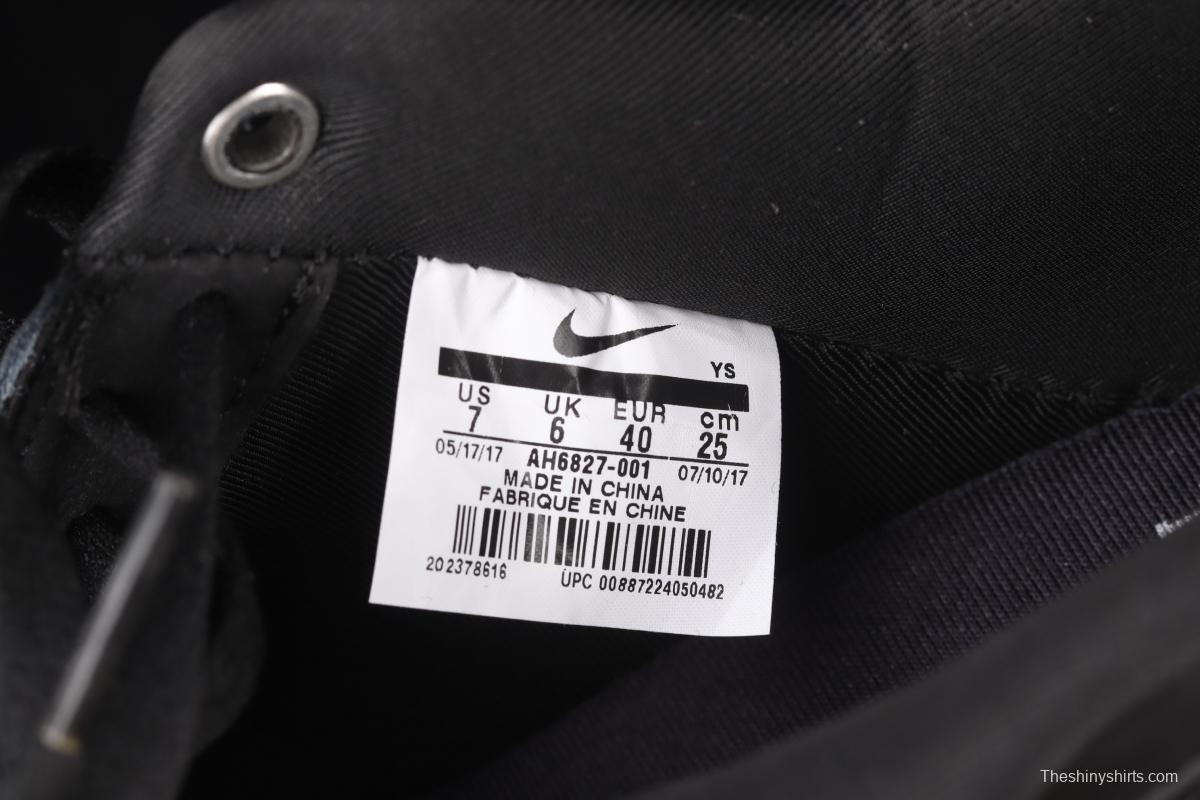 YS
US UK EUR cm
7 6 40 25
05/17/17 AH6827-001 07/10/17
MADE IN CHINA
FABRIQUE EN CHINE
202378616 UPC 00887224050482
Theshinyshirts.com